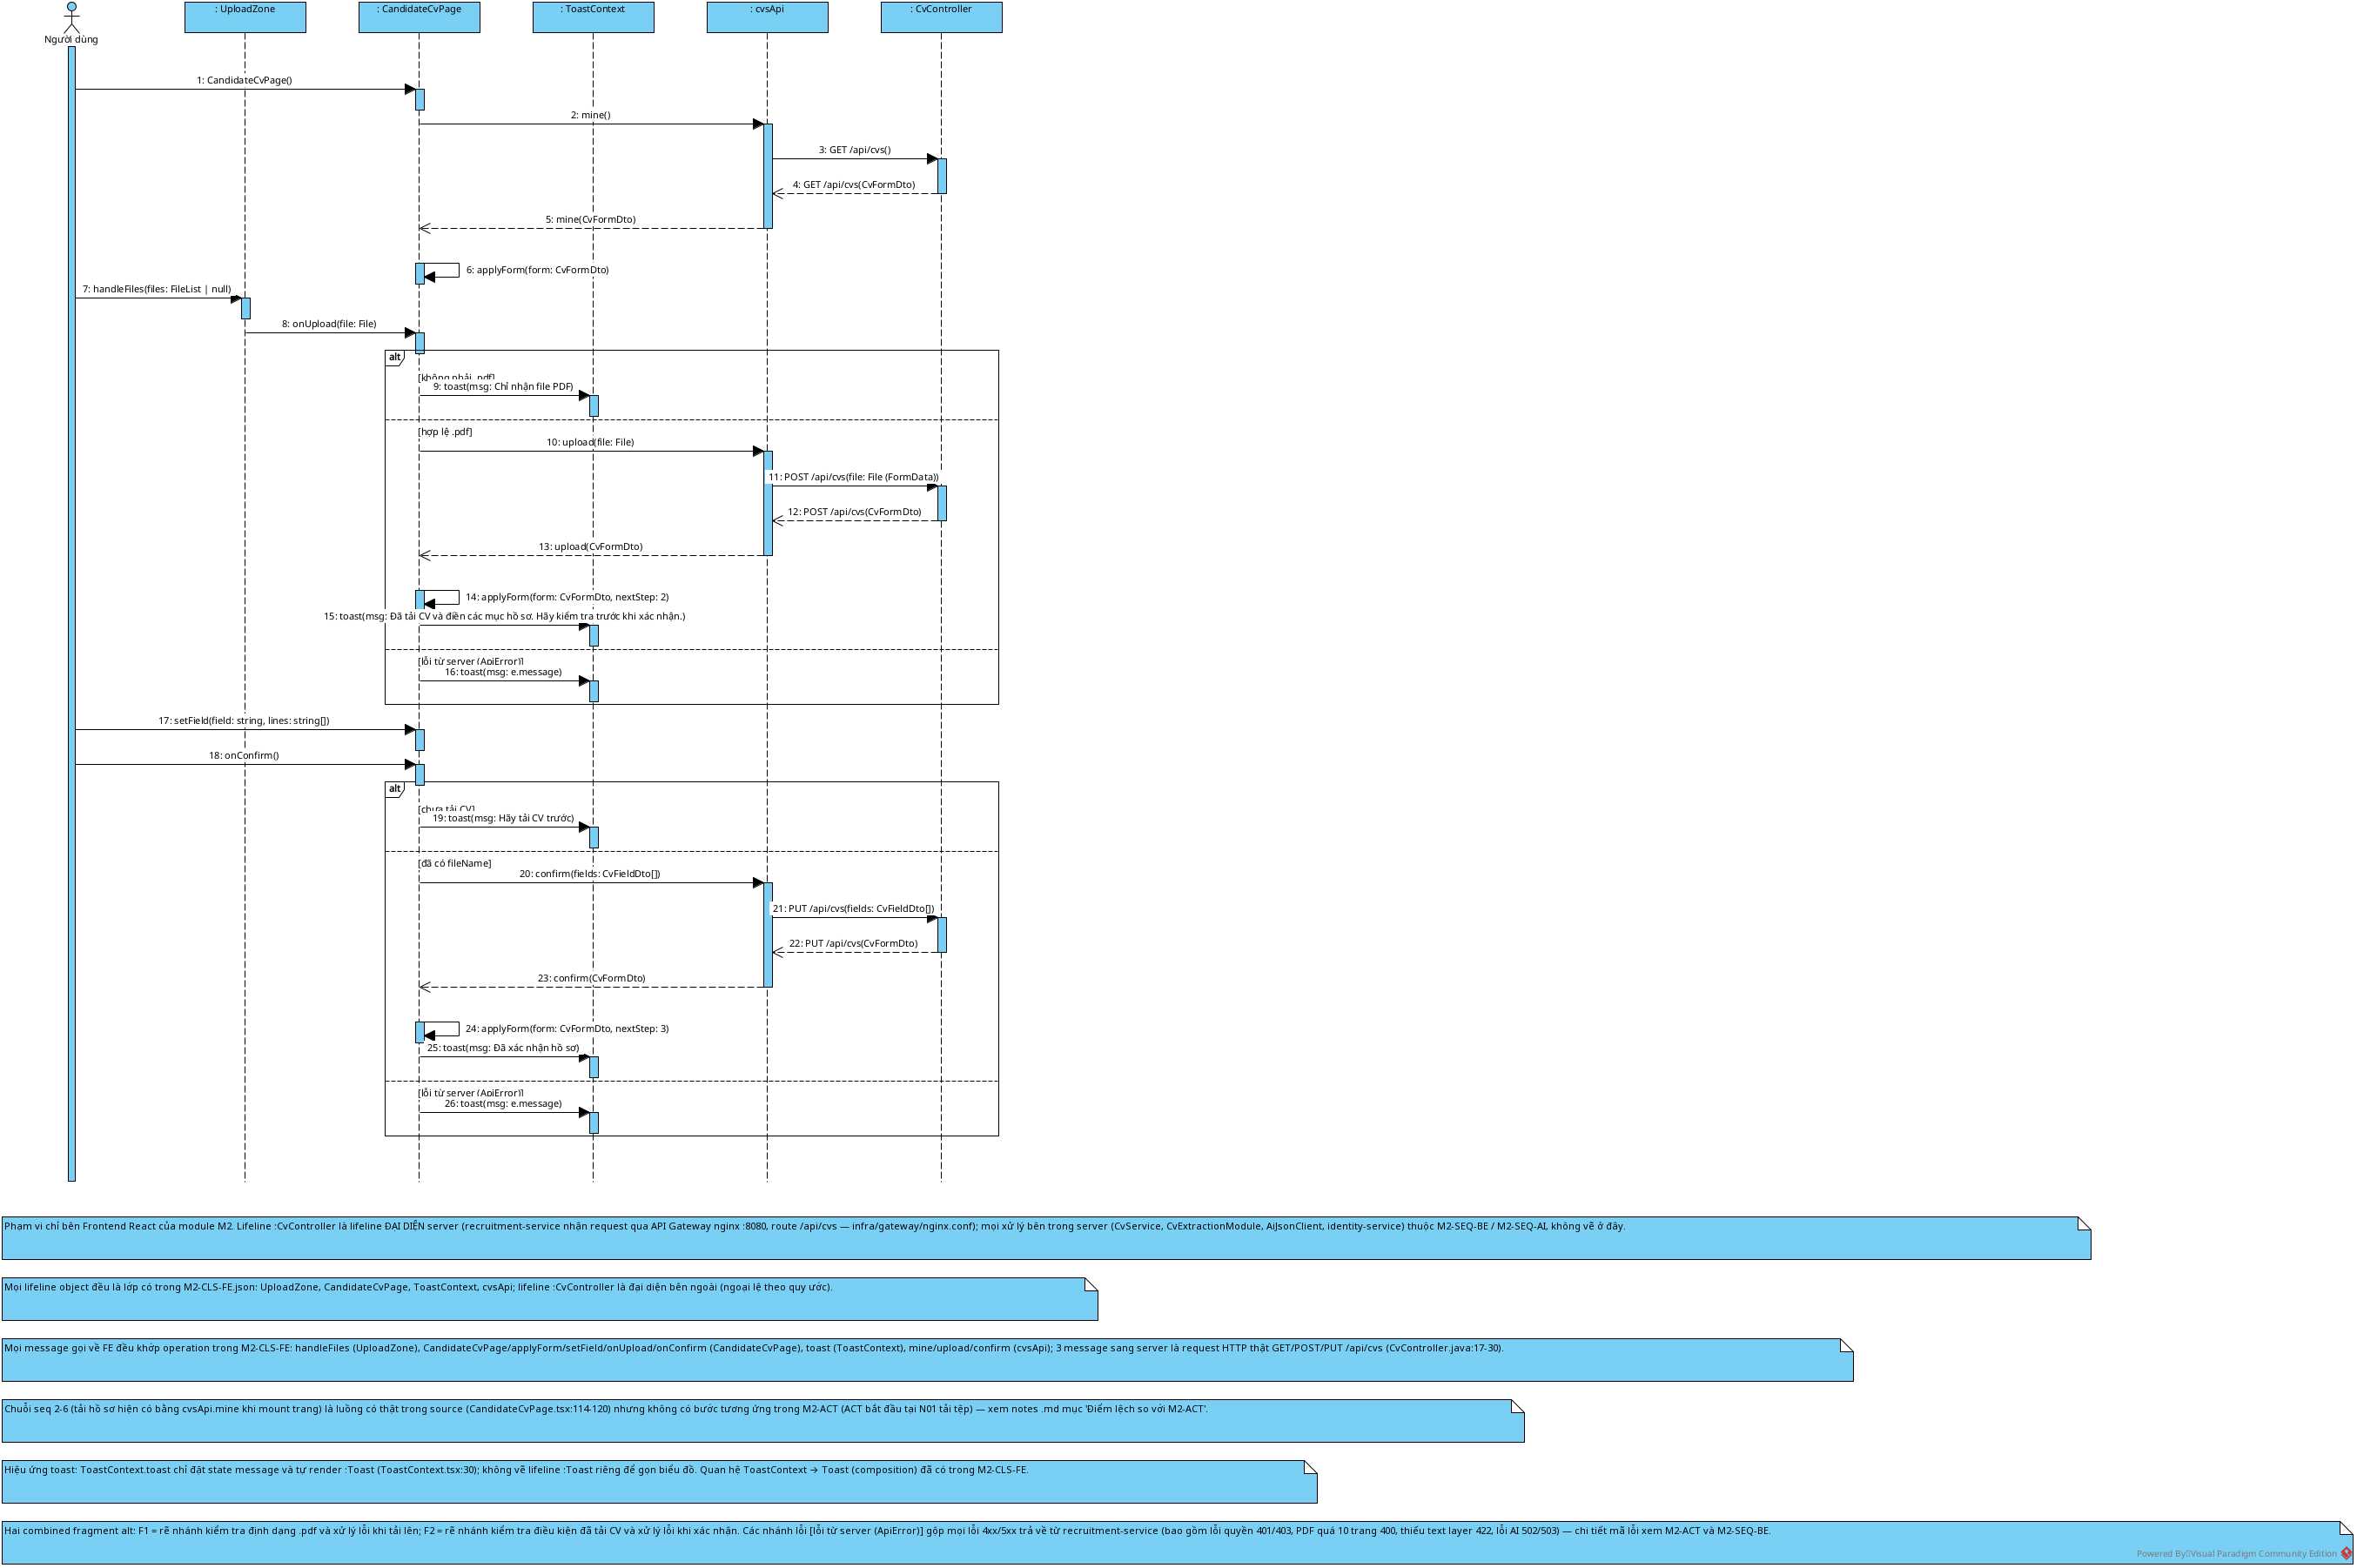 : UploadZone
: CandidateCvPage
: ToastContext
: cvsApi
: CvController
Người dùng
1: CandidateCvPage()
2: mine()
3: GET /api/cvs()
4: GET /api/cvs(CvFormDto)
5: mine(CvFormDto)
6: applyForm(form: CvFormDto)
7: handleFiles(files: FileList | null)
8: onUpload(file: File)
alt
[không phải .pdf]
9: toast(msg: Chỉ nhận file PDF)
[hợp lệ .pdf]
10: upload(file: File)
11: POST /api/cvs(file: File (FormData))
12: POST /api/cvs(CvFormDto)
13: upload(CvFormDto)
14: applyForm(form: CvFormDto, nextStep: 2)
15: toast(msg: Đã tải CV và điền các mục hồ sơ. Hãy kiểm tra trước khi xác nhận.)
[lỗi từ server (ApiError)]
16: toast(msg: e.message)
17: setField(field: string, lines: string[])
18: onConfirm()
alt
[chưa tải CV]
19: toast(msg: Hãy tải CV trước)
[đã có fileName]
20: confirm(fields: CvFieldDto[])
21: PUT /api/cvs(fields: CvFieldDto[])
22: PUT /api/cvs(CvFormDto)
23: confirm(CvFormDto)
24: applyForm(form: CvFormDto, nextStep: 3)
25: toast(msg: Đã xác nhận hồ sơ)
[lỗi từ server (ApiError)]
26: toast(msg: e.message)
Phạm vi chỉ bên Frontend React của module M2. Lifeline :CvController là lifeline ĐẠI DIỆN server (recruitment-service nhận request qua API Gateway nginx :8080, route /api/cvs — infra/gateway/nginx.conf); mọi xử lý bên trong server (CvService, CvExtractionModule, AiJsonClient, identity-service) thuộc M2-SEQ-BE / M2-SEQ-AI, không vẽ ở đây.
Mọi lifeline object đều là lớp có trong M2-CLS-FE.json: UploadZone, CandidateCvPage, ToastContext, cvsApi; lifeline :CvController là đại diện bên ngoài (ngoại lệ theo quy ước).
Mọi message gọi về FE đều khớp operation trong M2-CLS-FE: handleFiles (UploadZone), CandidateCvPage/applyForm/setField/onUpload/onConfirm (CandidateCvPage), toast (ToastContext), mine/upload/confirm (cvsApi); 3 message sang server là request HTTP thật GET/POST/PUT /api/cvs (CvController.java:17-30).
Chuỗi seq 2-6 (tải hồ sơ hiện có bằng cvsApi.mine khi mount trang) là luồng có thật trong source (CandidateCvPage.tsx:114-120) nhưng không có bước tương ứng trong M2-ACT (ACT bắt đầu tại N01 tải tệp) — xem notes .md mục 'Điểm lệch so với M2-ACT'.
Hiệu ứng toast: ToastContext.toast chỉ đặt state message và tự render :Toast (ToastContext.tsx:30); không vẽ lifeline :Toast riêng để gọn biểu đồ. Quan hệ ToastContext → Toast (composition) đã có trong M2-CLS-FE.
Hai combined fragment alt: F1 = rẽ nhánh kiểm tra định dạng .pdf và xử lý lỗi khi tải lên; F2 = rẽ nhánh kiểm tra điều kiện đã tải CV và xử lý lỗi khi xác nhận. Các nhánh lỗi [lỗi từ server (ApiError)] gộp mọi lỗi 4xx/5xx trả về từ recruitment-service (bao gồm lỗi quyền 401/403, PDF quá 10 trang 400, thiếu text layer 422, lỗi AI 502/503) — chi tiết mã lỗi xem M2-ACT và M2-SEQ-BE.
Powered By Visual Paradigm Community Edition